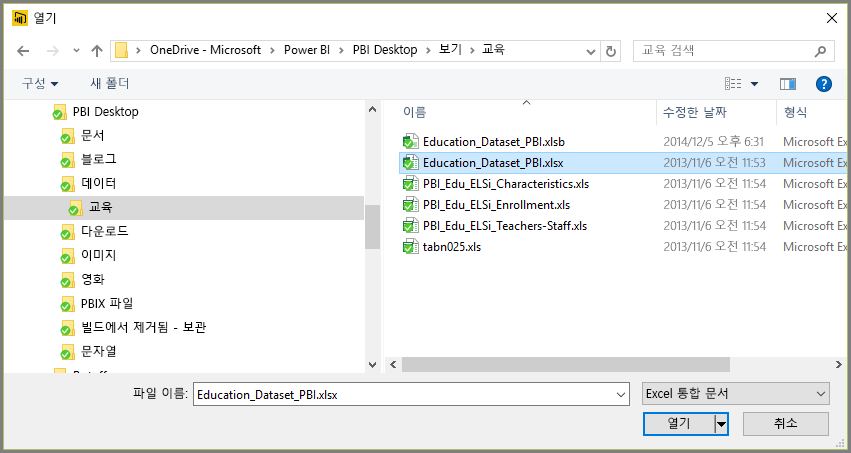 열기
OneDrive - Microsoft > Power BI > PBI Desktop > 보기 > 교육
교육 검색
구성 새 폴더
PBI Desktop
문서
블로그
데이터
교육
다운로드
이미지
영화
PBIX 파일
빌드에서 제거됨 - 보관
문자열
이름 수정한 날짜 형식
Education_Dataset_PBI.xlsb 2014/12/5 오후 6:31 Microsoft Ex
Education_Dataset_PBI.xlsx 2013/11/6 오전 11:53 Microsoft Ex
PBI_Edu_ELSi_Characteristics.xls 2013/11/6 오전 11:54 Microsoft Ex
PBI_Edu_ELSi_Enrollment.xls 2013/11/6 오전 11:54 Microsoft Ex
PBI_Edu_ELSi_Teachers-Staff.xls 2013/11/6 오전 11:54 Microsoft Ex
tabn025.xls 2013/11/6 오전 11:54 Microsoft Ex
파일 이름: Education_Dataset_PBI.xlsx Excel 통합 문서
열기 취소